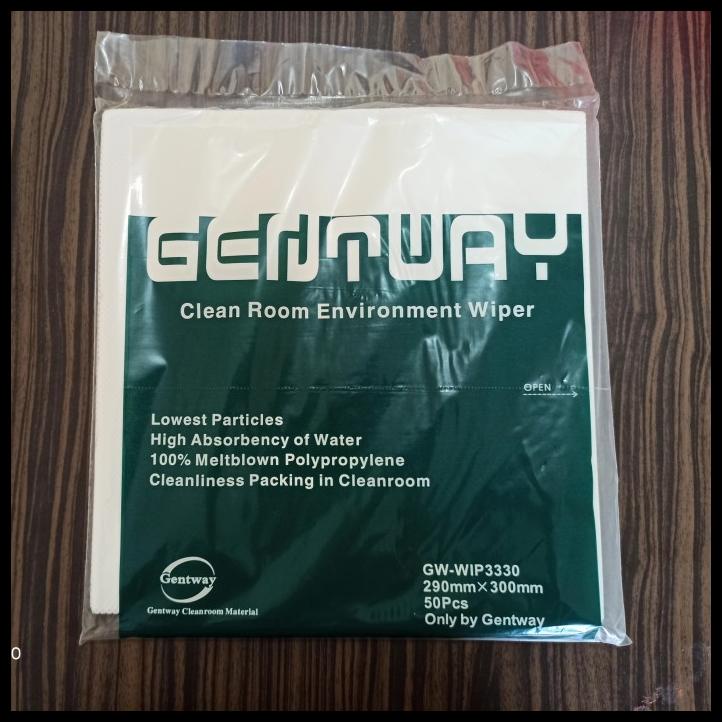 GENTWAY
Clean Room Environment Wiper
OPEN
Lowest Particles
High Absorbency of Water
100% Meltblown Polypropylene
Cleanliness Packing in Cleanroom
Gentway
Gentway Cleanroom Material
GW-WIP3330
290mm×300mm
50Pcs
Only by Gentway
O